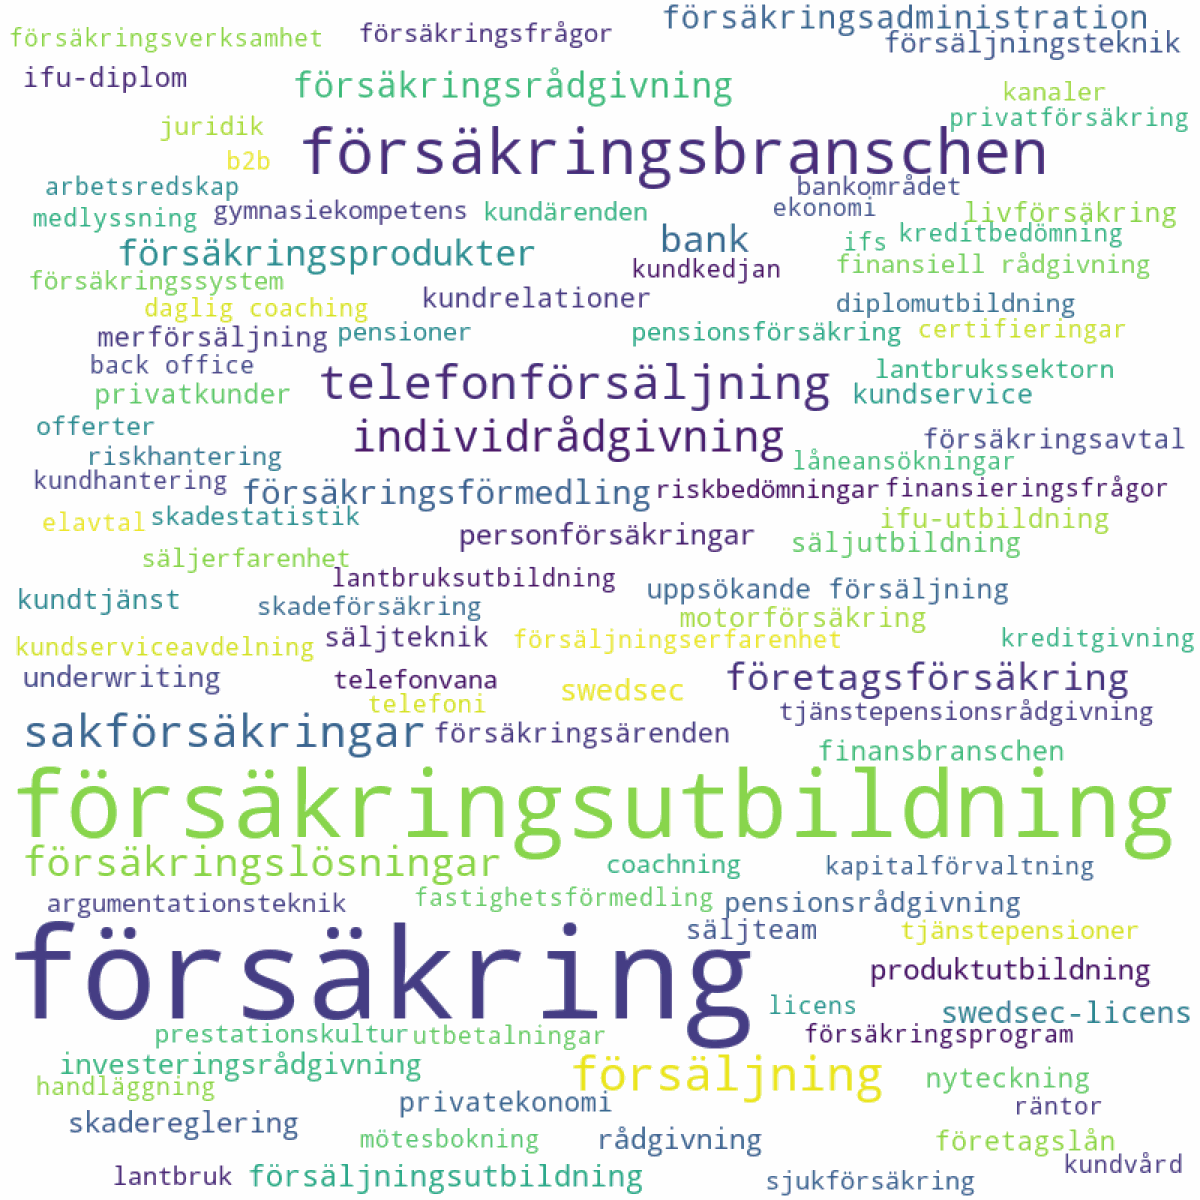 försäkringsadministration
försäkringsverksamhet
försäkringsfrågor
försäljningsteknik
ifu-diplom
försäkringsrådgivning
kanaler
privatförsäkring
juridik
försäkringsbranschen
b2b
arbetsredskap
bankområdet
medlyssning
gymnasiekompetens
kundärenden
ekonomi
livförsäkring
försäkringsprodukter
bank
ifs
kreditbedömning
kundkedjan
finansiell rådgivning
försäkringssystem
daglig coaching
kundrelationer
diplomutbildning
merförsäljning
pensioner
pensionsförsäkring
certifieringar
back office
telefonförsäljning
lantbrukssektorn
privatkunder
kundservice
offerter
individrådgivning
försäkringsavtal
riskhantering
låneansökningar
kundhantering
försäkringsförmedling
riskbedömningar
finansieringsfrågor
elavtal
skadestatistik
ifu-utbildning
personförsäkringar
säljutbildning
säljerfarenhet
lantbruksutbildning
uppsökande försäljning
kundtjänst
skadeförsäkring
motorförsäkring
kundserviceavdelning
säljteknik
försäljningserfarenhet
kreditgivning
underwriting
telefonvana
swedsec
företagsförsäkring
telefoni
tjänstepensionsrådgivning
sakförsäkringar
försäkringsärenden
finansbranschen
försäkringsutbildning
försäkringslösningar
coachning
kapitalförvaltning
argumentationsteknik
fastighetsförmedling
pensionsrådgivning
försäkring
säljteam
tjänstepensioner
produktutbildning
licens
swedsec-licens
prestationskultur
utbetalningar
försäkringsprogram
investeringsrådgivning
försäljning
nyteckning
handläggning
privatekonomi
räntor
skadereglering
mötesbokning
rådgivning
företagslån
lantbruk
försäljningsutbildning
sjukförsäkring
kundvård